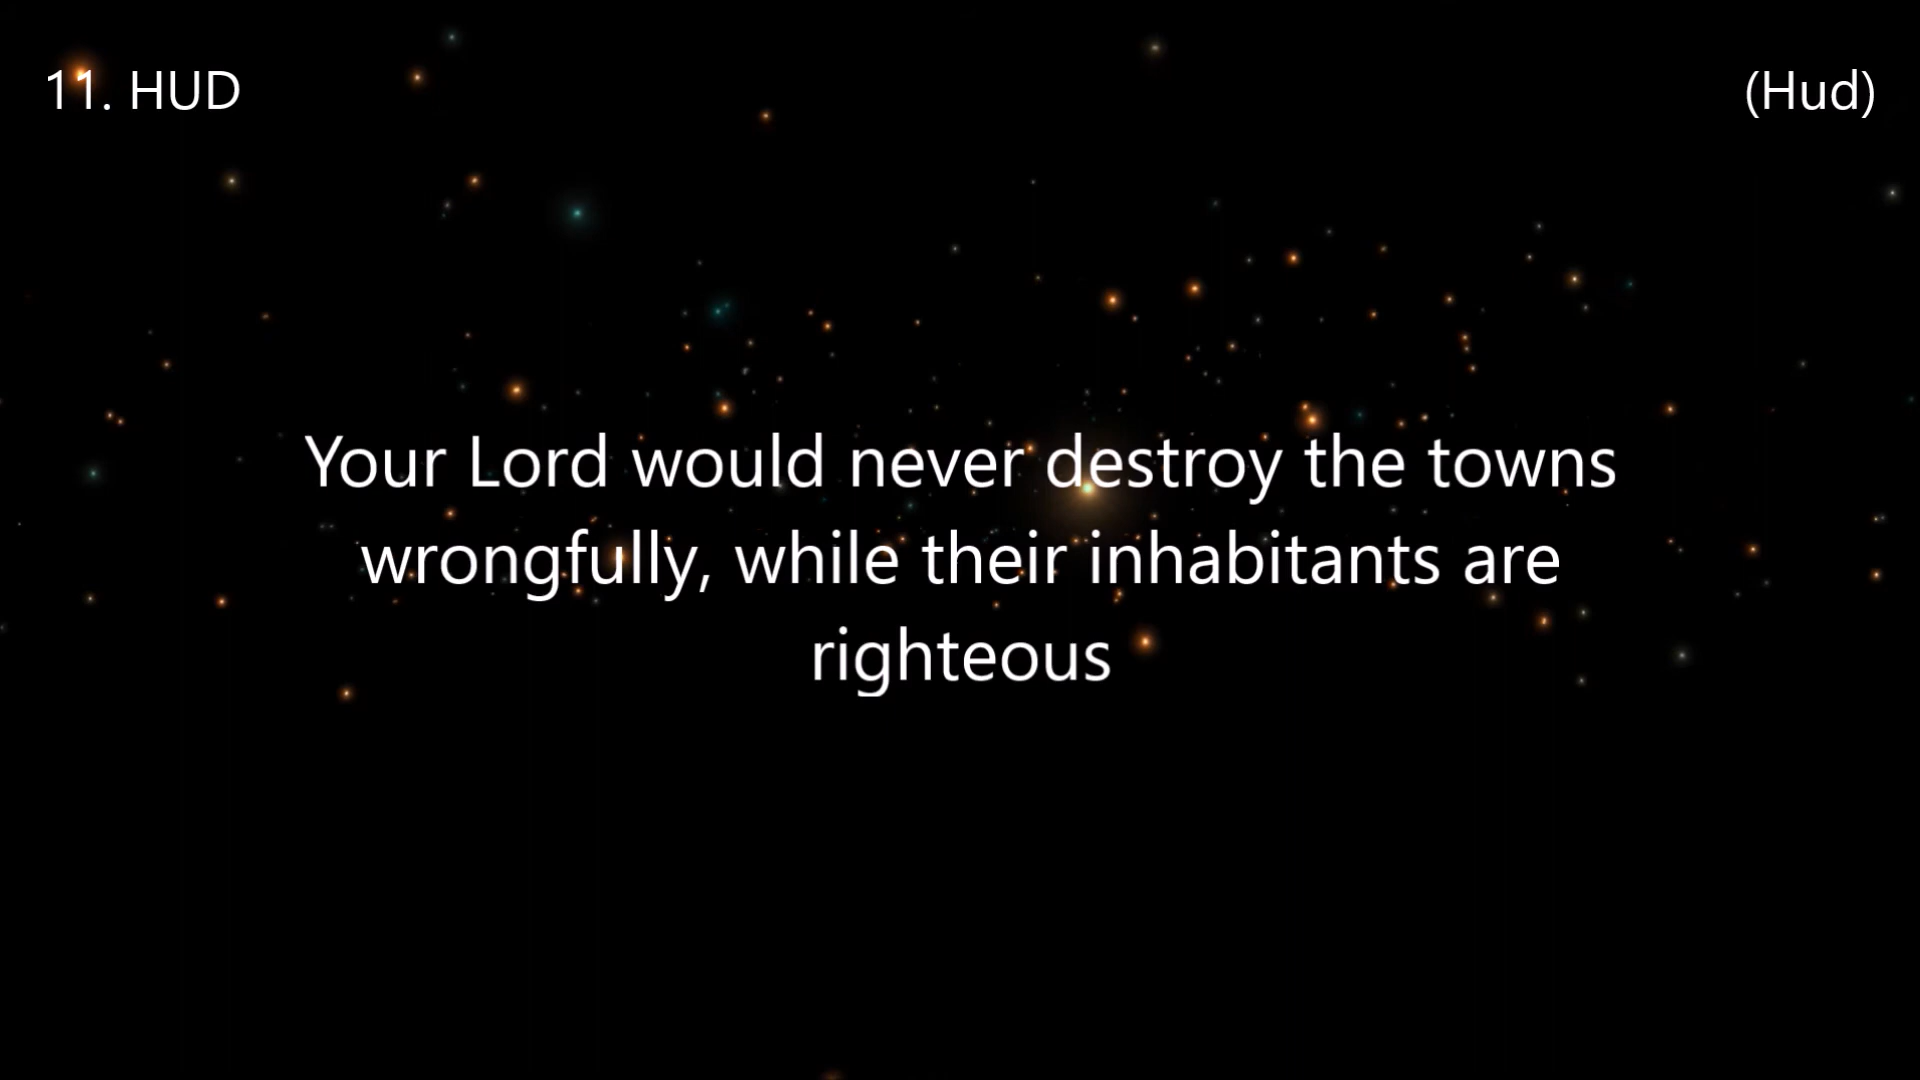 11. HUD
(Hud)
Your Lord would never destroy the towns
wrongfully, while their inhabitants are
righteous